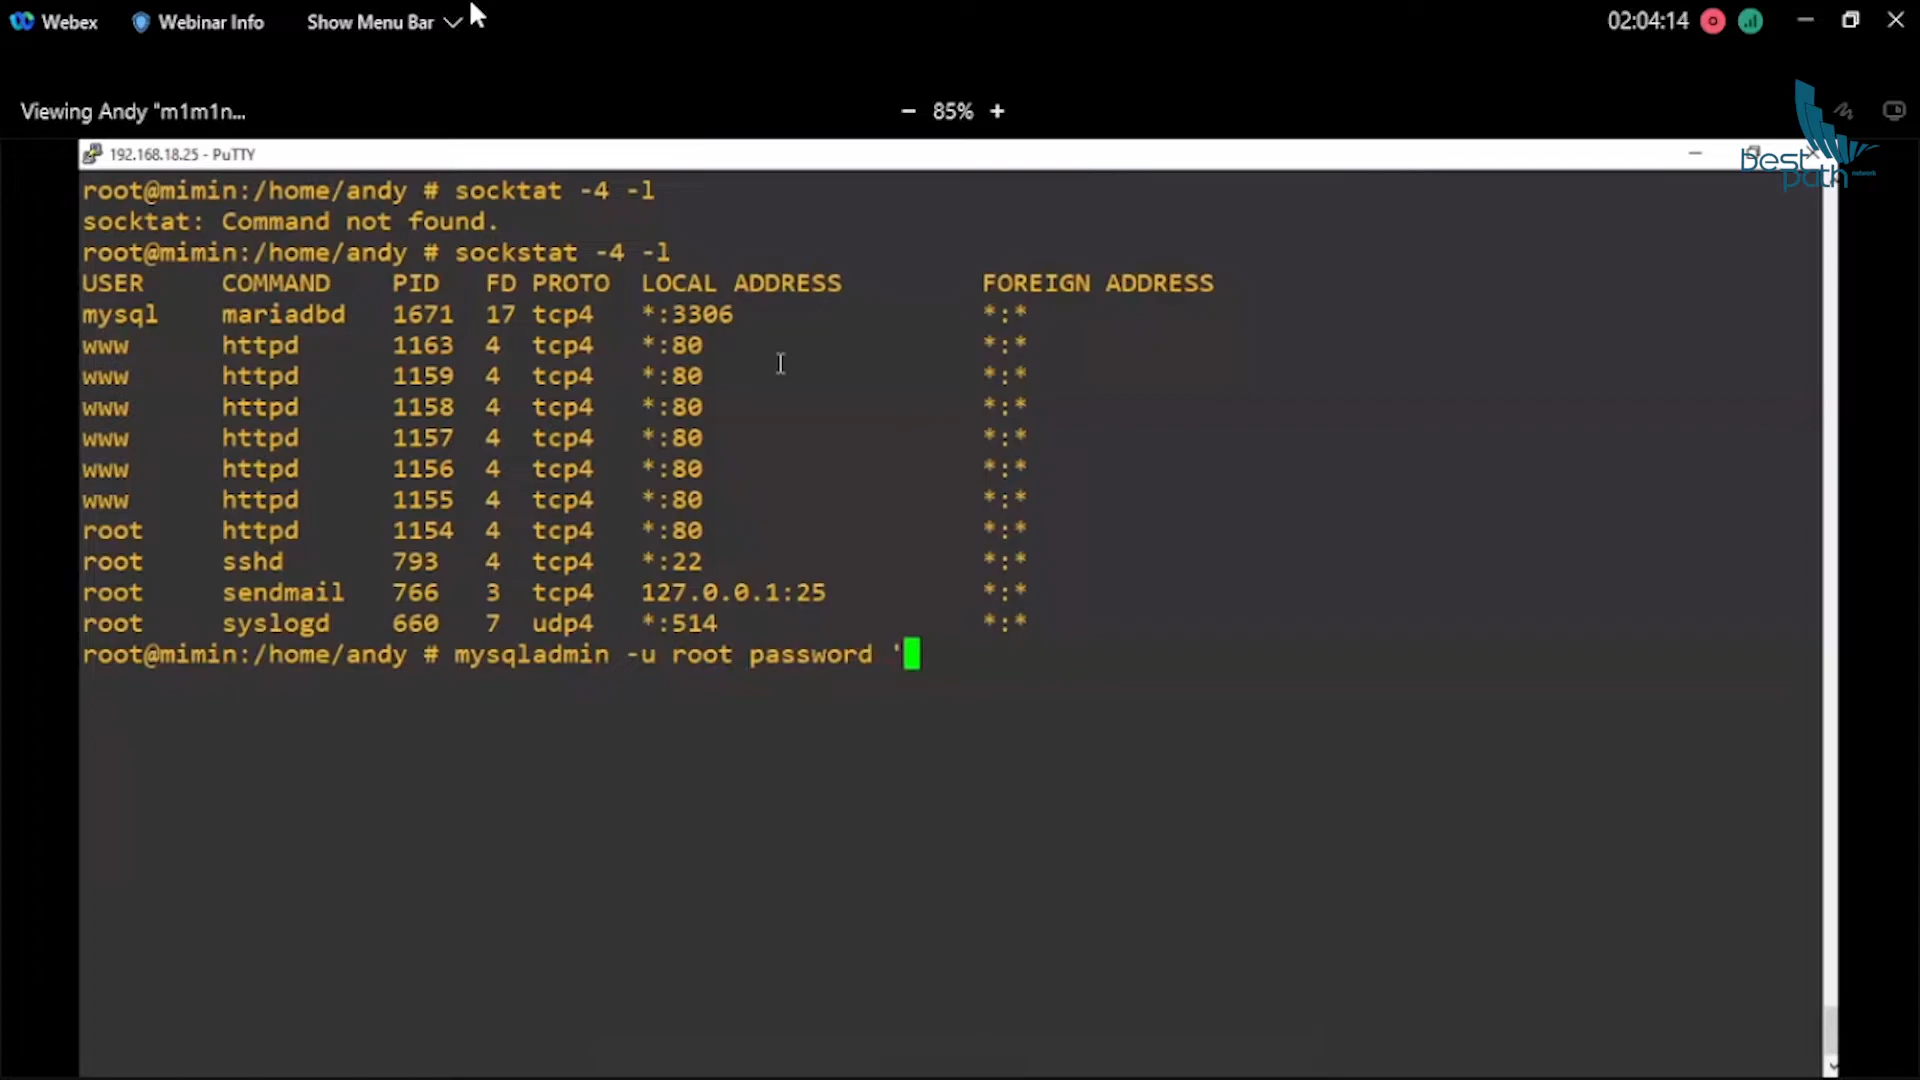 Webex Webinar Info Show Menu Bar 02:04:14
Viewing Andy "m1m1n... 85%
best path network
192.168.18.25 - PuTTY
root@mimin:/home/andy # socktat -4 -l
socktat: Command not found.
root@mimin:/home/andy # sockstat -4 -l
USER COMMAND PID FD PROTO LOCAL ADDRESS FOREIGN ADDRESS
mysql mariadbd 1671 17 tcp4 *:3306 *:*
www httpd 1163 4 tcp4 *:80 *:*
www httpd 1159 4 tcp4 *:80 *:*
www httpd 1158 4 tcp4 *:80 *:*
www httpd 1157 4 tcp4 *:80 *:*
www httpd 1156 4 tcp4 *:80 *:*
www httpd 1155 4 tcp4 *:80 *:*
root httpd 1154 4 tcp4 *:80 *:*
root sshd 793 4 tcp4 *:22 *:*
root sendmail 766 3 tcp4 127.0.0.1:25 *:*
root syslogd 660 7 udp4 *:514 *:*
root@mimin:/home/andy # mysqladmin -u root password '